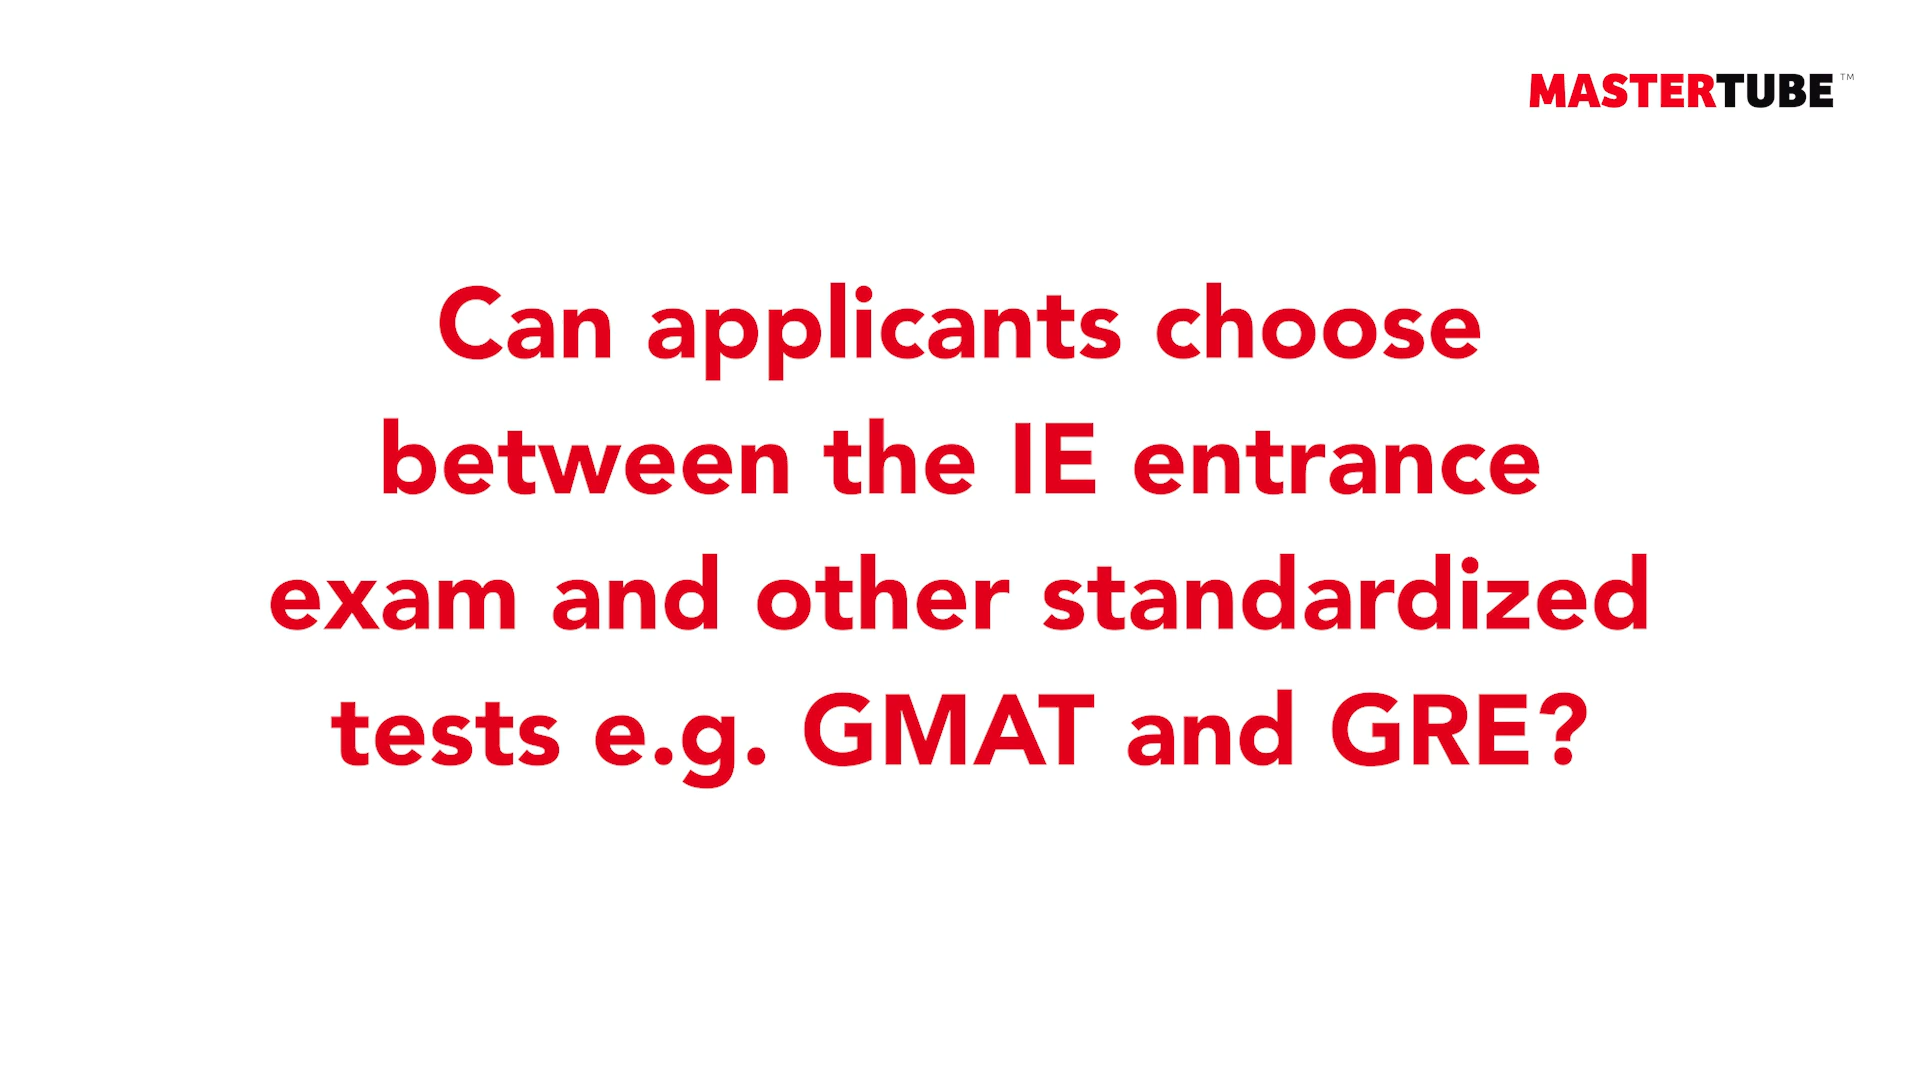 MASTERTUBE™
Can applicants choose
between the IE entrance
exam and other standardized
tests e.g. GMAT and GRE?